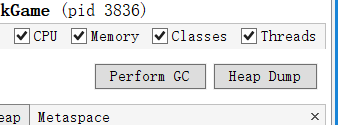 kGame (pid 3836)
CPU Memory Classes Threads
Perform GC Heap Dump
eap Metaspace ×